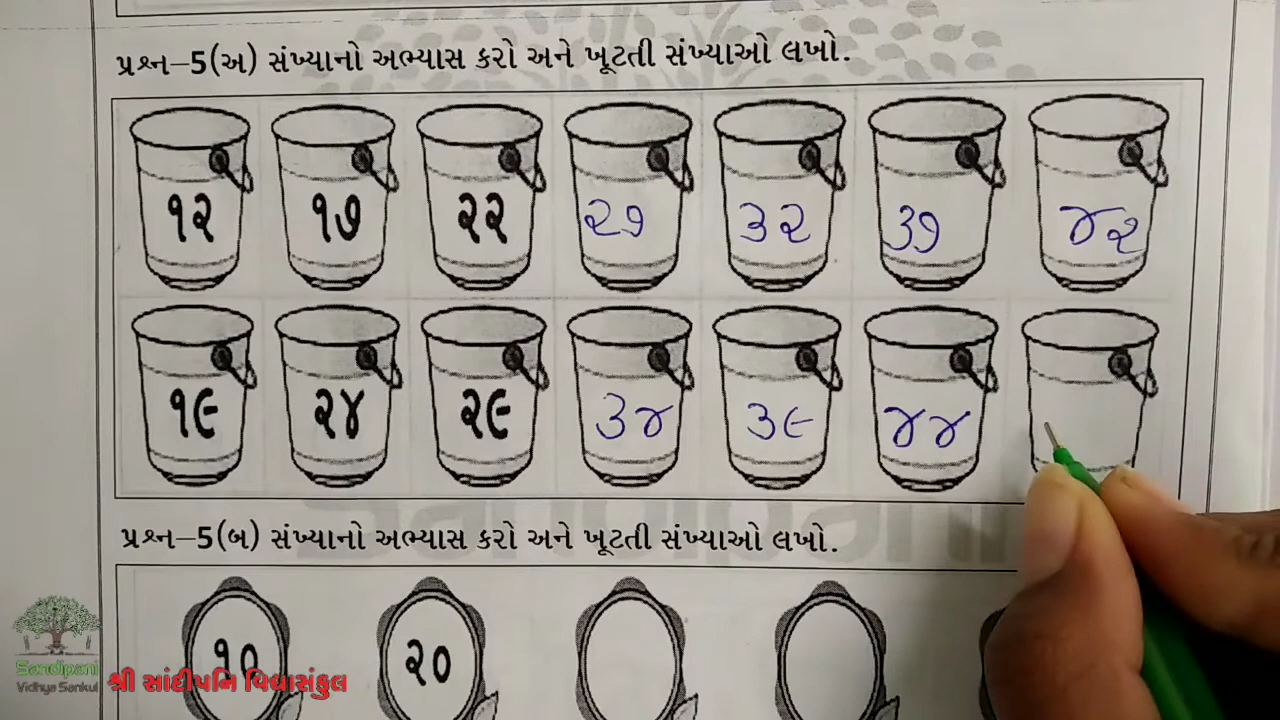 પ્રશ્ન–5(અ) સંખ્યાનો અભ્યાસ કરો અને ખૂટતી સંખ્યાઓ લખો.
૧૨ ૧૭ ૨૨ ૨૭ ૩૨ ૩૭ ૪૨
૧૯ ૨૪ ૨૯ ૩૪ ૩૯ ૪૪
પ્રશ્ન–5(બ) સંખ્યાનો અભ્યાસ કરો અને ખૂટતી સંખ્યાઓ લખો.
૧૦ ૨૦
Sandipani
Vidhya Sankul
શ્રી સાંદીપનિ વિદ્યાસંકુલ